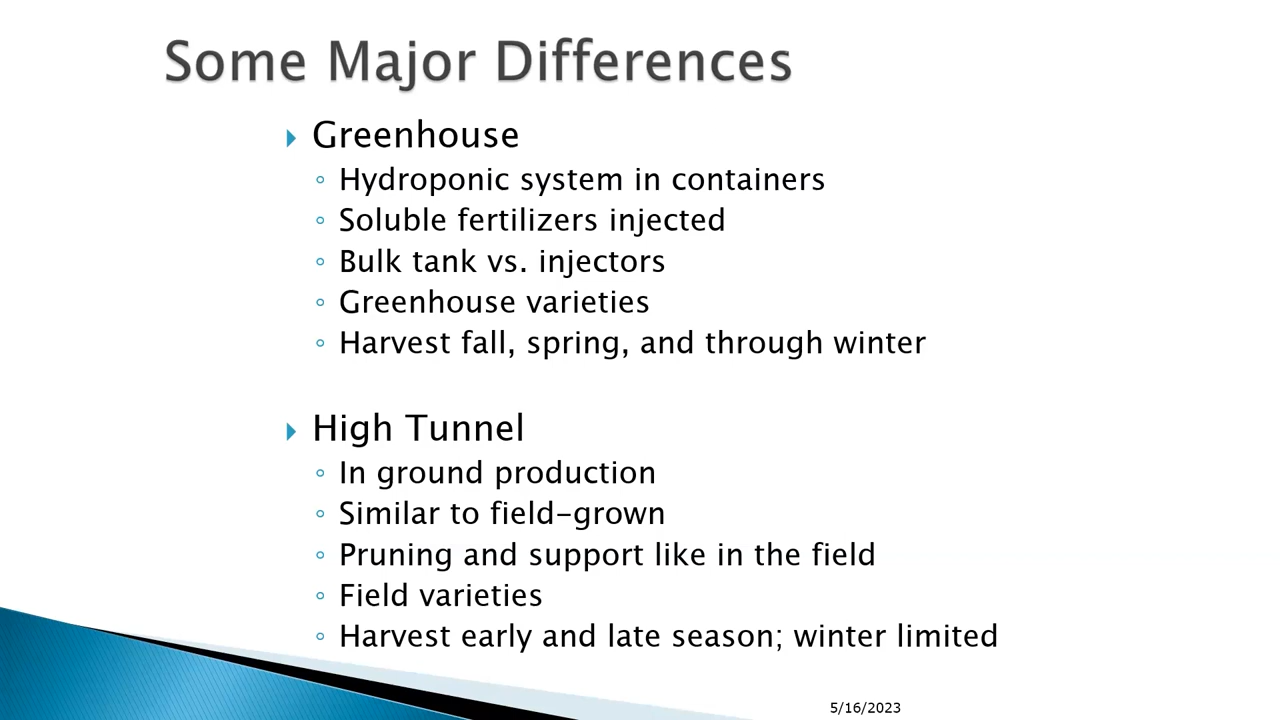 Some Major Differences
Greenhouse
Hydroponic system in containers
Soluble fertilizers injected
Bulk tank vs. injectors
Greenhouse varieties
Harvest fall, spring, and through winter
High Tunnel
In ground production
Similar to field-grown
Pruning and support like in the field
Field varieties
Harvest early and late season; winter limited
5/16/2023